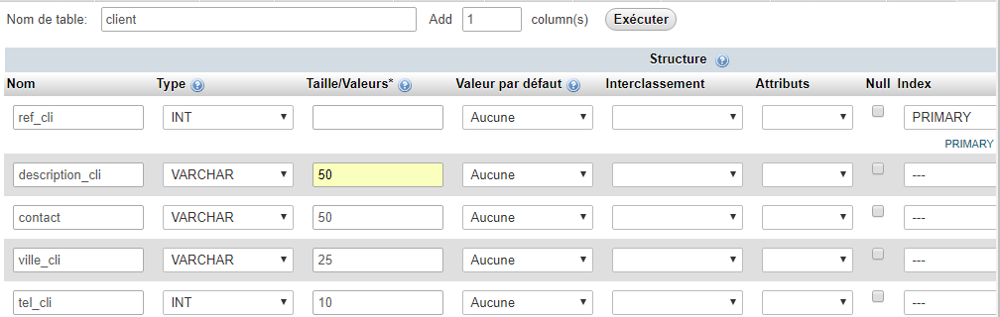 Nom de table: client Add 1 column(s) Exécuter
Structure
Nom Type Taille/Valeurs* Valeur par défaut Interclassement Attributs Null Index
ref_cli INT Aucune PRIMARY
PRIMARY
description_cli VARCHAR 50 Aucune ---
contact VARCHAR 50 Aucune ---
ville_cli VARCHAR 25 Aucune ---
tel_cli INT 10 Aucune ---